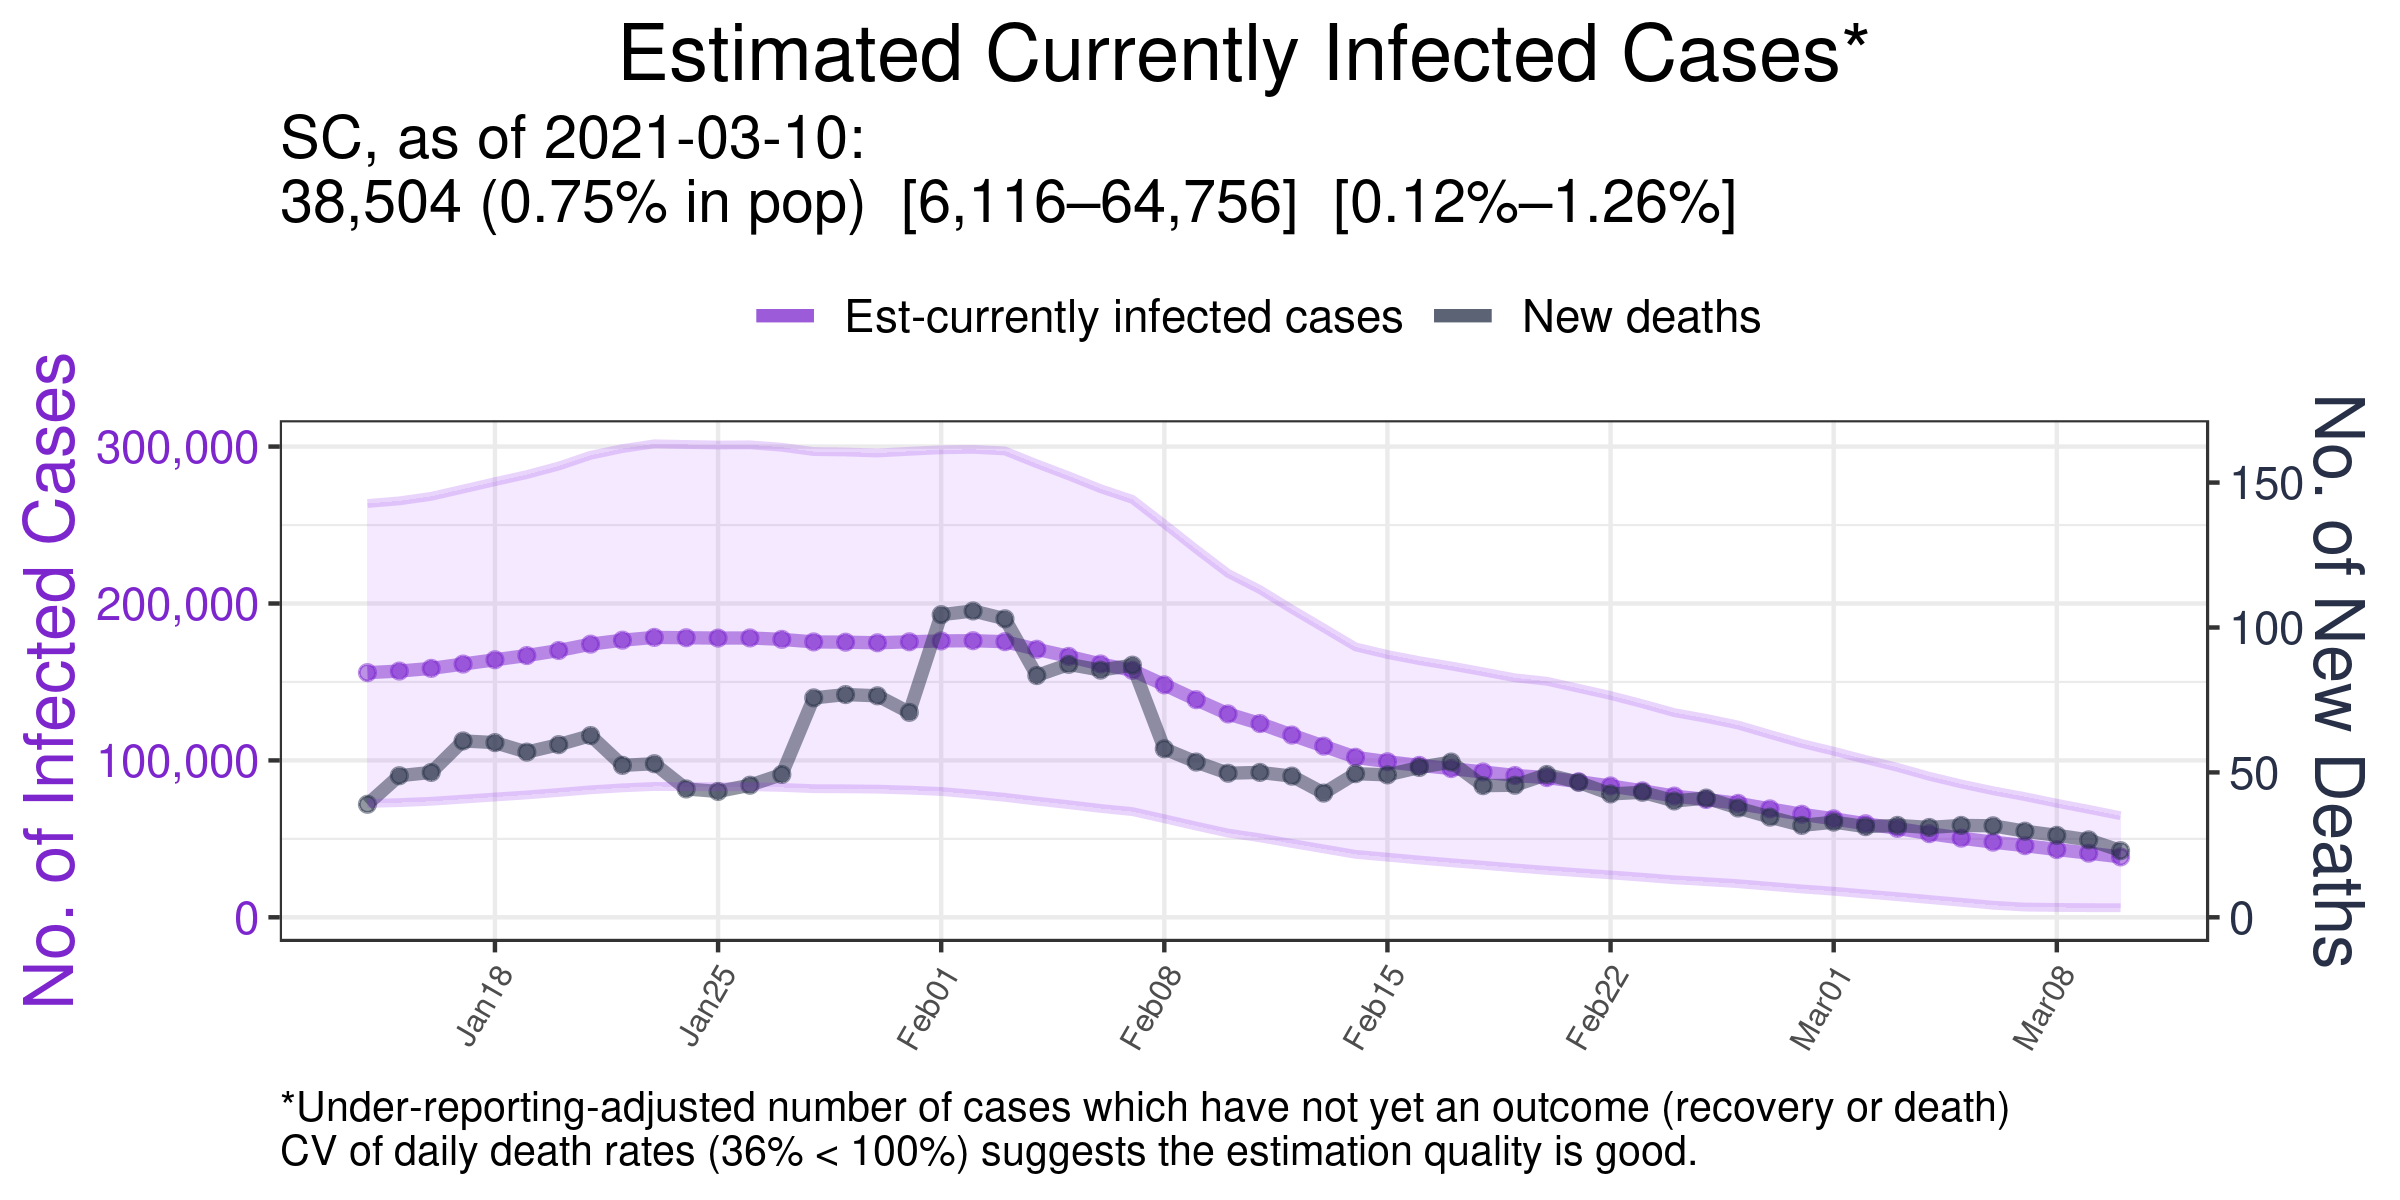 Estimated Currently Infected Cases*
SC, as of 2021-03-10:
38,504 (0.75% in pop)  [6,116–64,756]  [0.12%–1.26%]
Est-currently infected cases
New deaths
No. of Infected Cases
300,000
200,000
100,000
0
No. of New Deaths
150
100
50
0
Jan18
Jan25
Feb01
Feb08
Feb15
Feb22
Mar01
Mar08
*Under-reporting-adjusted number of cases which have not yet an outcome (recovery or death)
CV of daily death rates (36% < 100%) suggests the estimation quality is good.